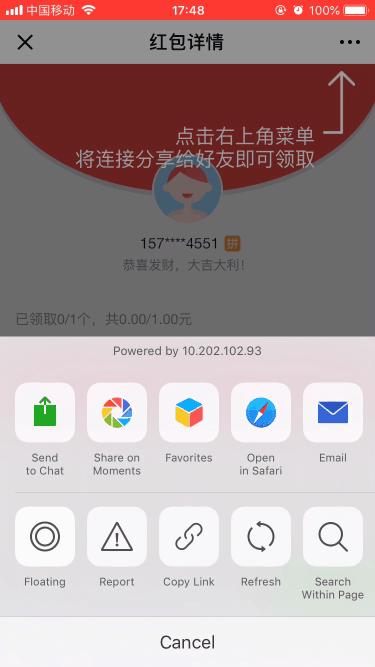 中国移动 17:48 100%
红包详情
点击右上角菜单
将连接分享给好友即可领取
157****4551 拼
恭喜发财，大吉大利！
已领取0/1个，共0.00/1.00元
Powered by 10.202.102.93
Send to Chat
Share on Moments
Favorites
Open in Safari
Email
Floating
Report
Copy Link
Refresh
Search Within Page
Cancel